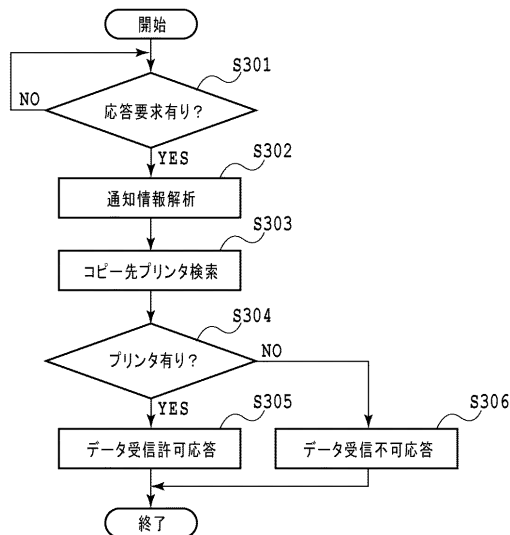 開始
S301
応答要求有り?
NO
YES
S302
通知情報解析
S303
コピー先プリンタ検索
S304
プリンタ有り?
NO
YES
S305
データ受信許可応答
S306
データ受信不可応答
終了